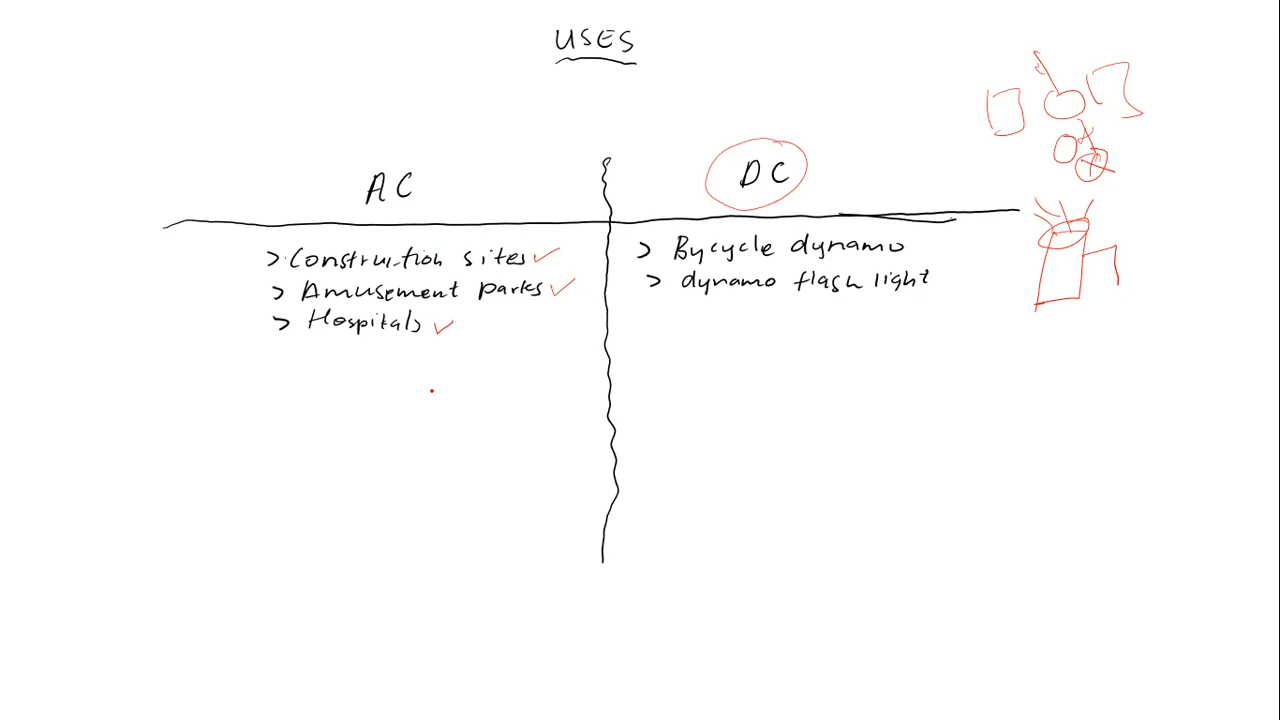 USES
AC
DC
> Construction sites ✓
> Amusement parks ✓
> Hospitals ✓
> Bycycle dynamo
> dynamo flash light